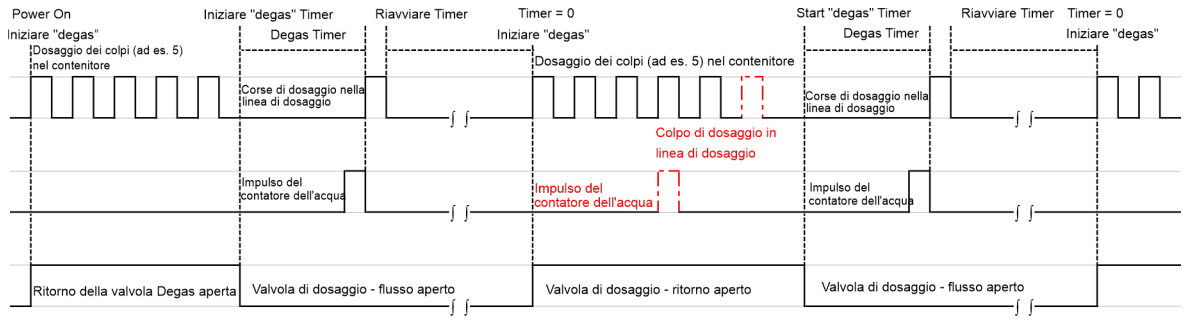 Power On
Iniziare "degas" Timer
Riavviare Timer
Timer = 0
Start "degas" Timer
Riavviare Timer
Timer = 0
Iniziare "degas"
Degas Timer
Iniziare "degas"
Degas Timer
Iniziare "degas"
Dosaggio dei colpi (ad es. 5)
nel contenitore
Dosaggio dei colpi (ad es. 5) nel contenitore
Corse di dosaggio nella
linea di dosaggio
Corse di dosaggio nella
linea di dosaggio
Colpo di dosaggio in
linea di dosaggio
Impulso del
contatore dell'acqua
Impulso del
contatore dell'acqua
Impulso del
contatore dell'acqua
Ritorno della valvola Degas aperta
Valvola di dosaggio - flusso aperto
Valvola di dosaggio - ritorno aperto
Valvola di dosaggio - flusso aperto